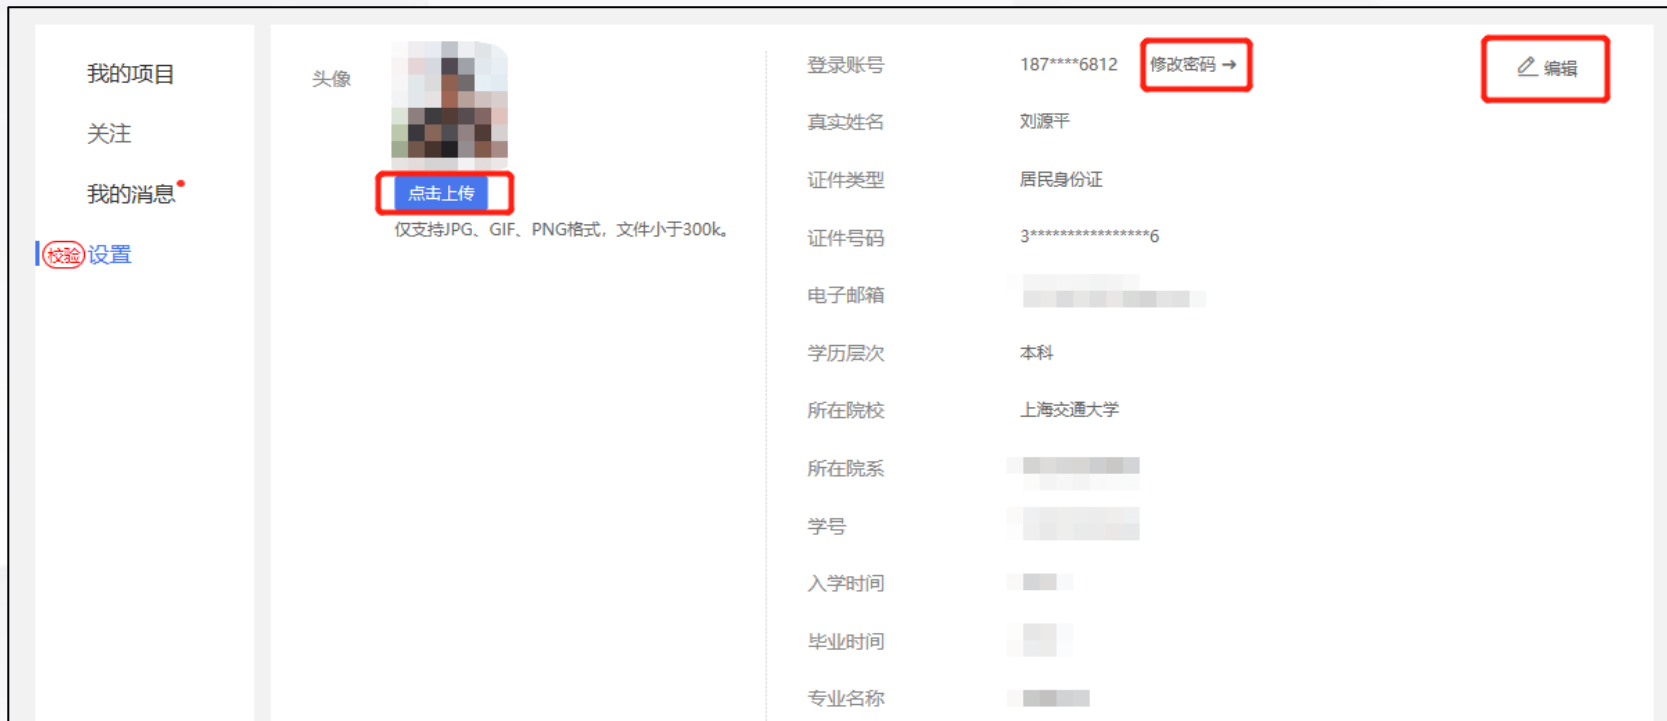 我的项目
关注
我的消息
校验 设置
头像
点击上传
仅支持JPG、GIF、PNG格式，文件小于300k。
登录账号 187****6812 修改密码 → 编辑
真实姓名 刘源平
证件类型 居民身份证
证件号码 3****************6
电子邮箱
学历层次 本科
所在院校 上海交通大学
所在院系
学号
入学时间
毕业时间
专业名称